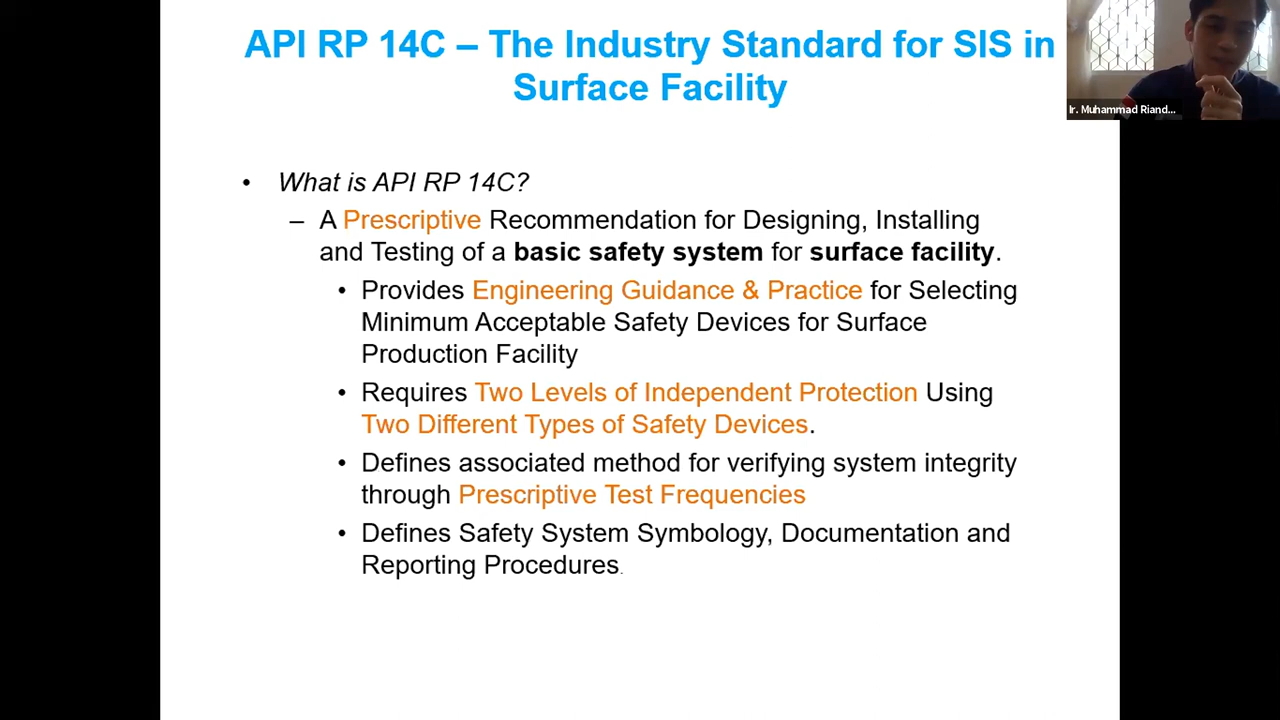 API RP 14C – The Industry Standard for SIS in
Surface Facility
Ir. Muhammad Riand...
• What is API RP 14C?
– A Prescriptive Recommendation for Designing, Installing
and Testing of a basic safety system for surface facility.
• Provides Engineering Guidance & Practice for Selecting
Minimum Acceptable Safety Devices for Surface
Production Facility
• Requires Two Levels of Independent Protection Using
Two Different Types of Safety Devices.
• Defines associated method for verifying system integrity
through Prescriptive Test Frequencies
• Defines Safety System Symbology, Documentation and
Reporting Procedures.